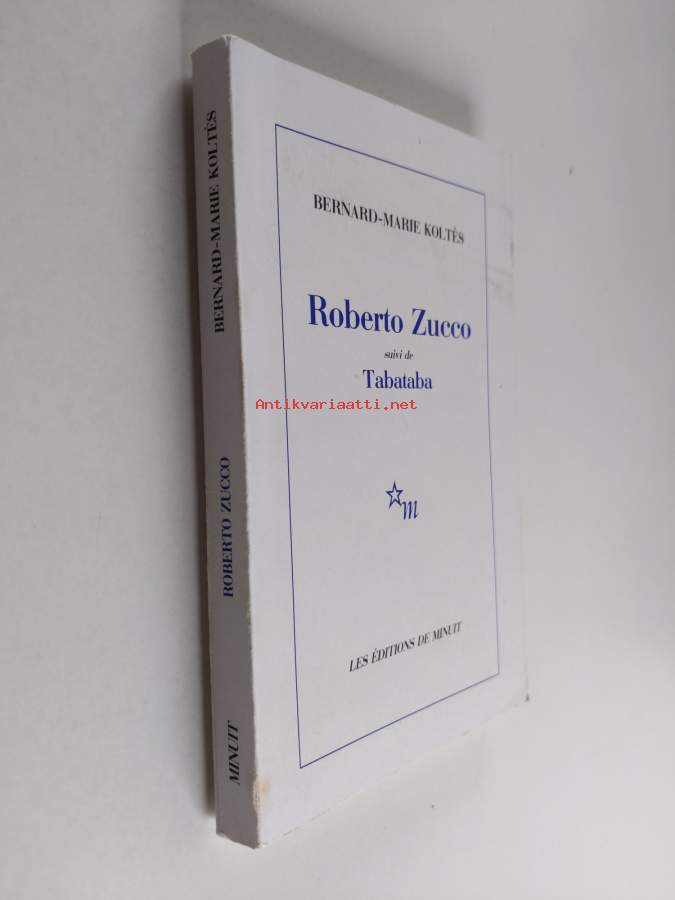 BERNARD-MARIE KOLTÈS
ROBERTO ZUCCO
MINUIT
BERNARD-MARIE KOLTÈS
Roberto Zucco
suivi de
Tabataba
Antikvariaatti.net
m
LES ÉDITIONS DE MINUIT